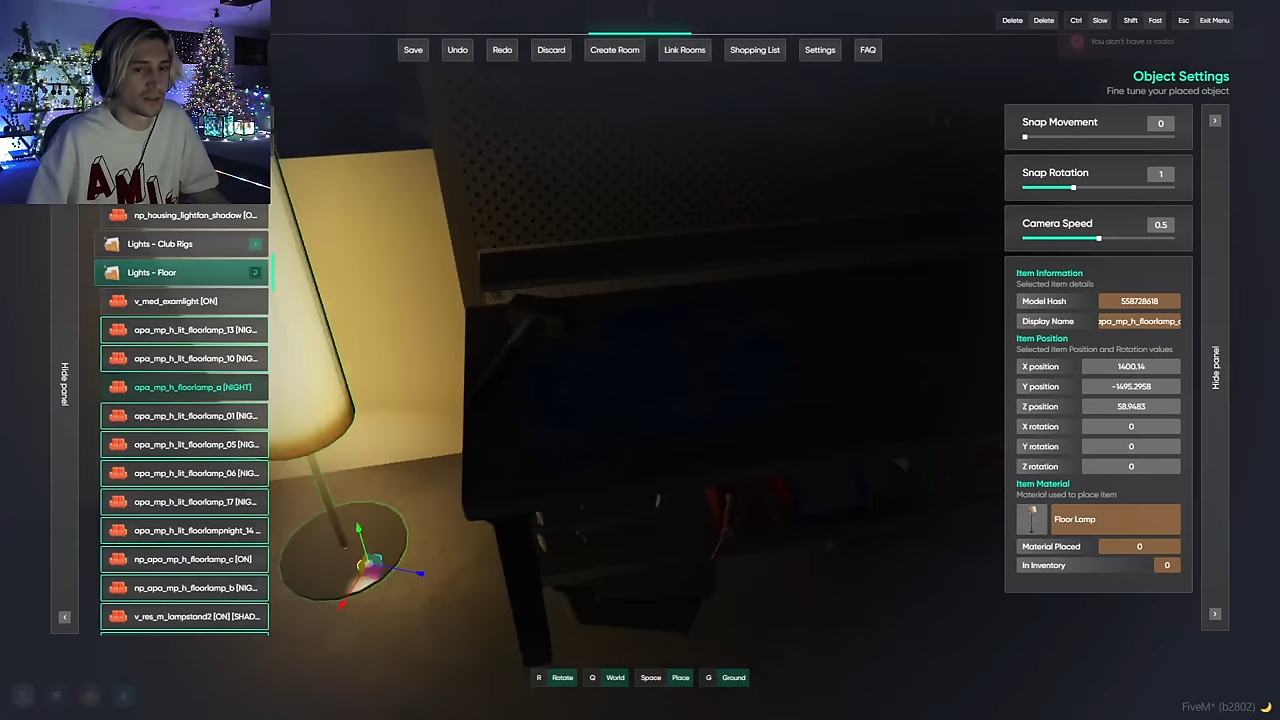 Delete Delete Ctrl Slow Shift Fast Esc Exit Menu
You don't have a radio!
Save Undo Redo Discard Create Room Link Rooms Shopping List Settings FAQ
Object Settings
Fine tune your placed object
Snap Movement 0
Snap Rotation 1
Camera Speed 0.5
Item Information
Selected item details
Model Hash 558728618
Display Name apa_mp_h_floorlamp_c
Item Position
Selected item Position and Rotation values
X position 1400.14
Y position -1495.2958
Z position 58.9483
X rotation 0
Y rotation 0
Z rotation 0
Item Material
Material used to place item
Floor Lamp
Material Placed 0
In Inventory 0
Hide panel
Hide panel
AMI
np_housing_lightfan_shadow [O...
Lights - Club Rigs
Lights - Floor
v_med_examlight [ON]
apa_mp_h_lit_floorlamp_13 [NIG...
apa_mp_h_lit_floorlamp_10 [NIG...
apa_mp_h_floorlamp_a [NIGHT]
apa_mp_h_lit_floorlamp_01 [NIG...
apa_mp_h_lit_floorlamp_05 [NIG...
apa_mp_h_lit_floorlamp_06 [NIG...
apa_mp_h_lit_floorlamp_17 [NIG...
apa_mp_h_lit_floorlampnight_14 ...
np_apa_mp_h_floorlamp_c [ON]
np_apa_mp_h_floorlamp_b [NIG...
v_res_m_lampstand2 [ON] [SHAD...
R Rotate Q World Space Place G Ground
FiveM* (b2802)